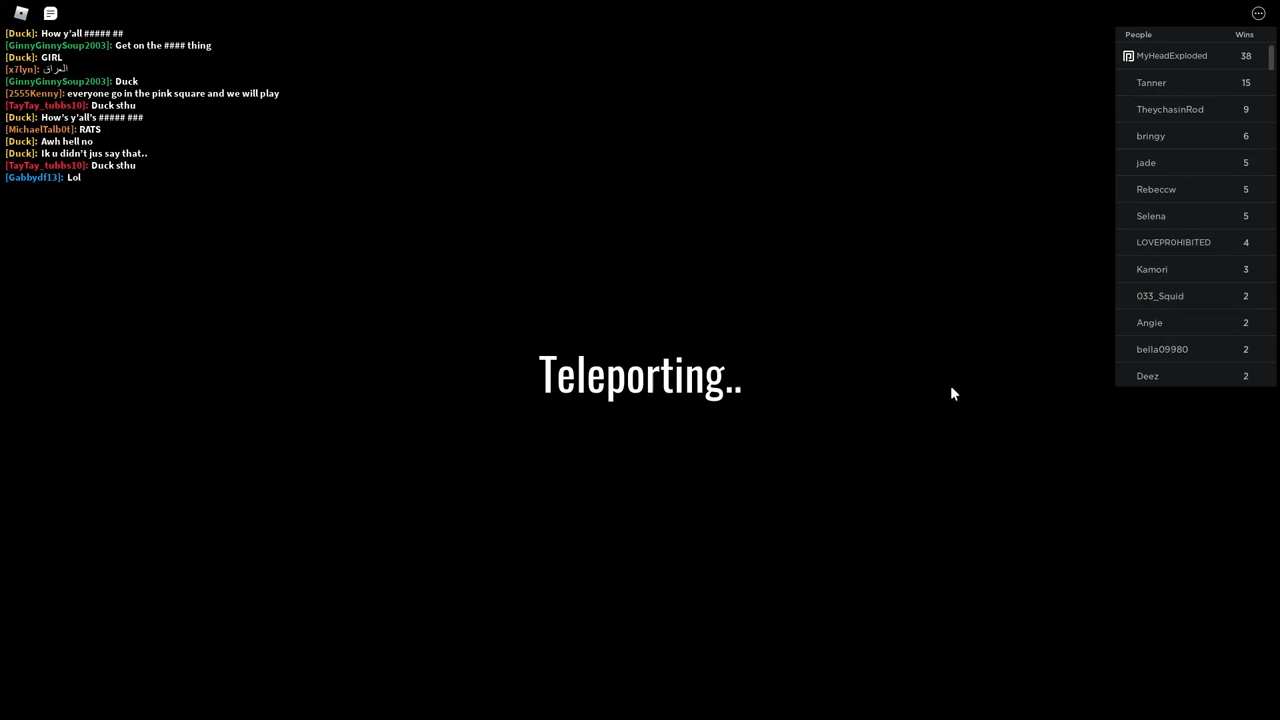 [Duck]: How y'all ##### ##
[GinnyGinnySoup2003]: Get on the #### thing
[Duck]: GIRL
[x7lyn]: العراق
[GinnyGinnySoup2003]: Duck
[2555Kenny]: everyone go in the pink square and we will play
[TayTay_tubbs10]: Duck sthu
[Duck]: How's y'all's ##### ###
[MichaelTalb0t]: RATS
[Duck]: Awh hell no
[Duck]: Ik u didn't jus say that..
[TayTay_tubbs10]: Duck sthu
[Gabbydf13]: Lol
Teleporting..
People Wins
MyHeadExploded 38
Tanner 15
TheychasinRod 9
bringy 6
jade 5
Rebeccw 5
Selena 5
LOVEPR0HIBITED 4
Kamori 3
033_Squid 2
Angie 2
bella09980 2
Deez 2